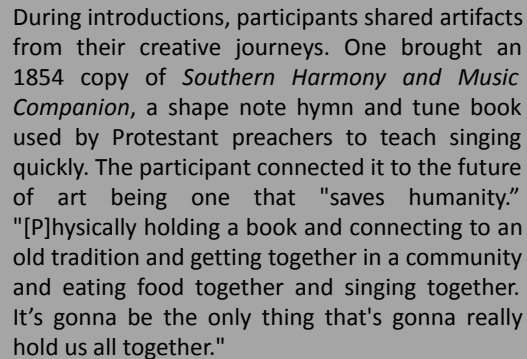 During introductions, participants shared artifacts
from their creative journeys. One brought an
1854 copy of Southern Harmony and Music
Companion, a shape note hymn and tune book
used by Protestant preachers to teach singing
quickly. The participant connected it to the future
of art being one that "saves humanity.”
"[P]hysically holding a book and connecting to an
old tradition and getting together in a community
and eating food together and singing together.
It’s gonna be the only thing that's gonna really
hold us all together."